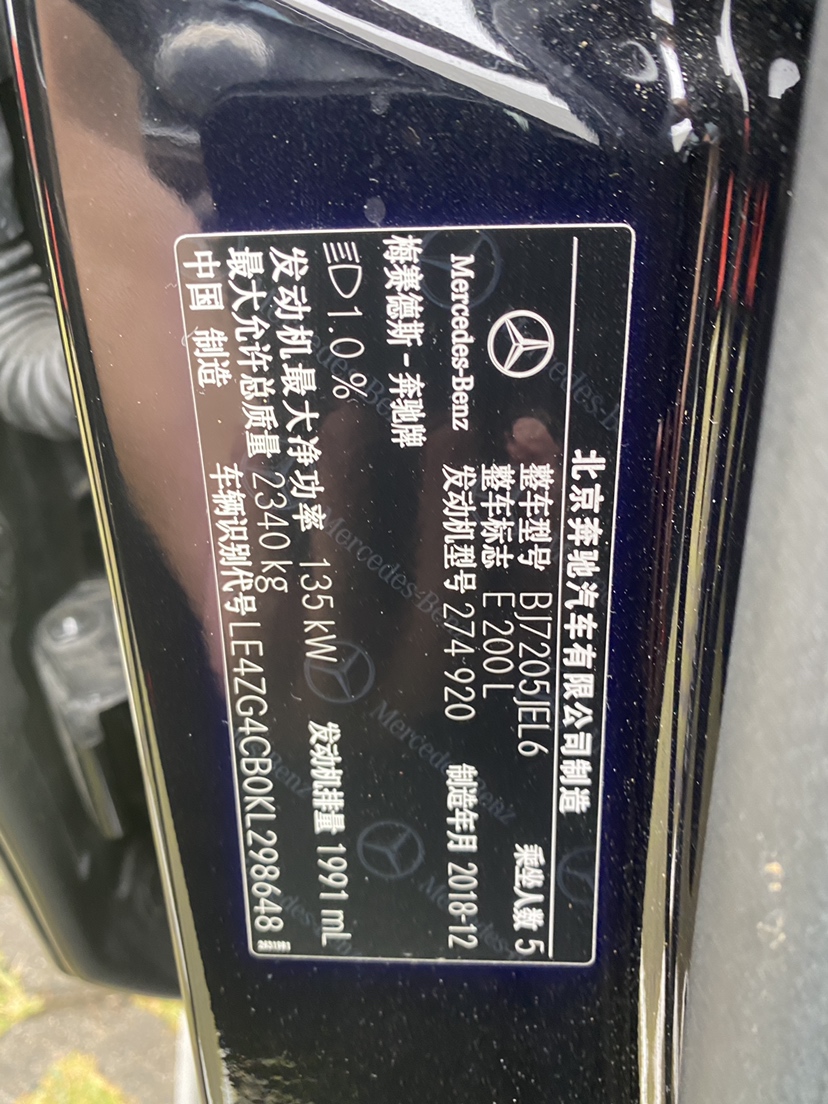 北京奔驰汽车有限公司制造
Mercedes-Benz
梅赛德斯-奔驰牌
整车型号 BJ7205JEL6 乘坐人数 5
整车标志 E 200 L
发动机型号 274 920 制造年月 2018-12
1.0%
发动机最大净功率 135 kW 发动机排量 1991 mL
最大允许总质量 2340 kg
中国 制造 车辆识别代号 LE4ZG4CB0KL298648
2631991